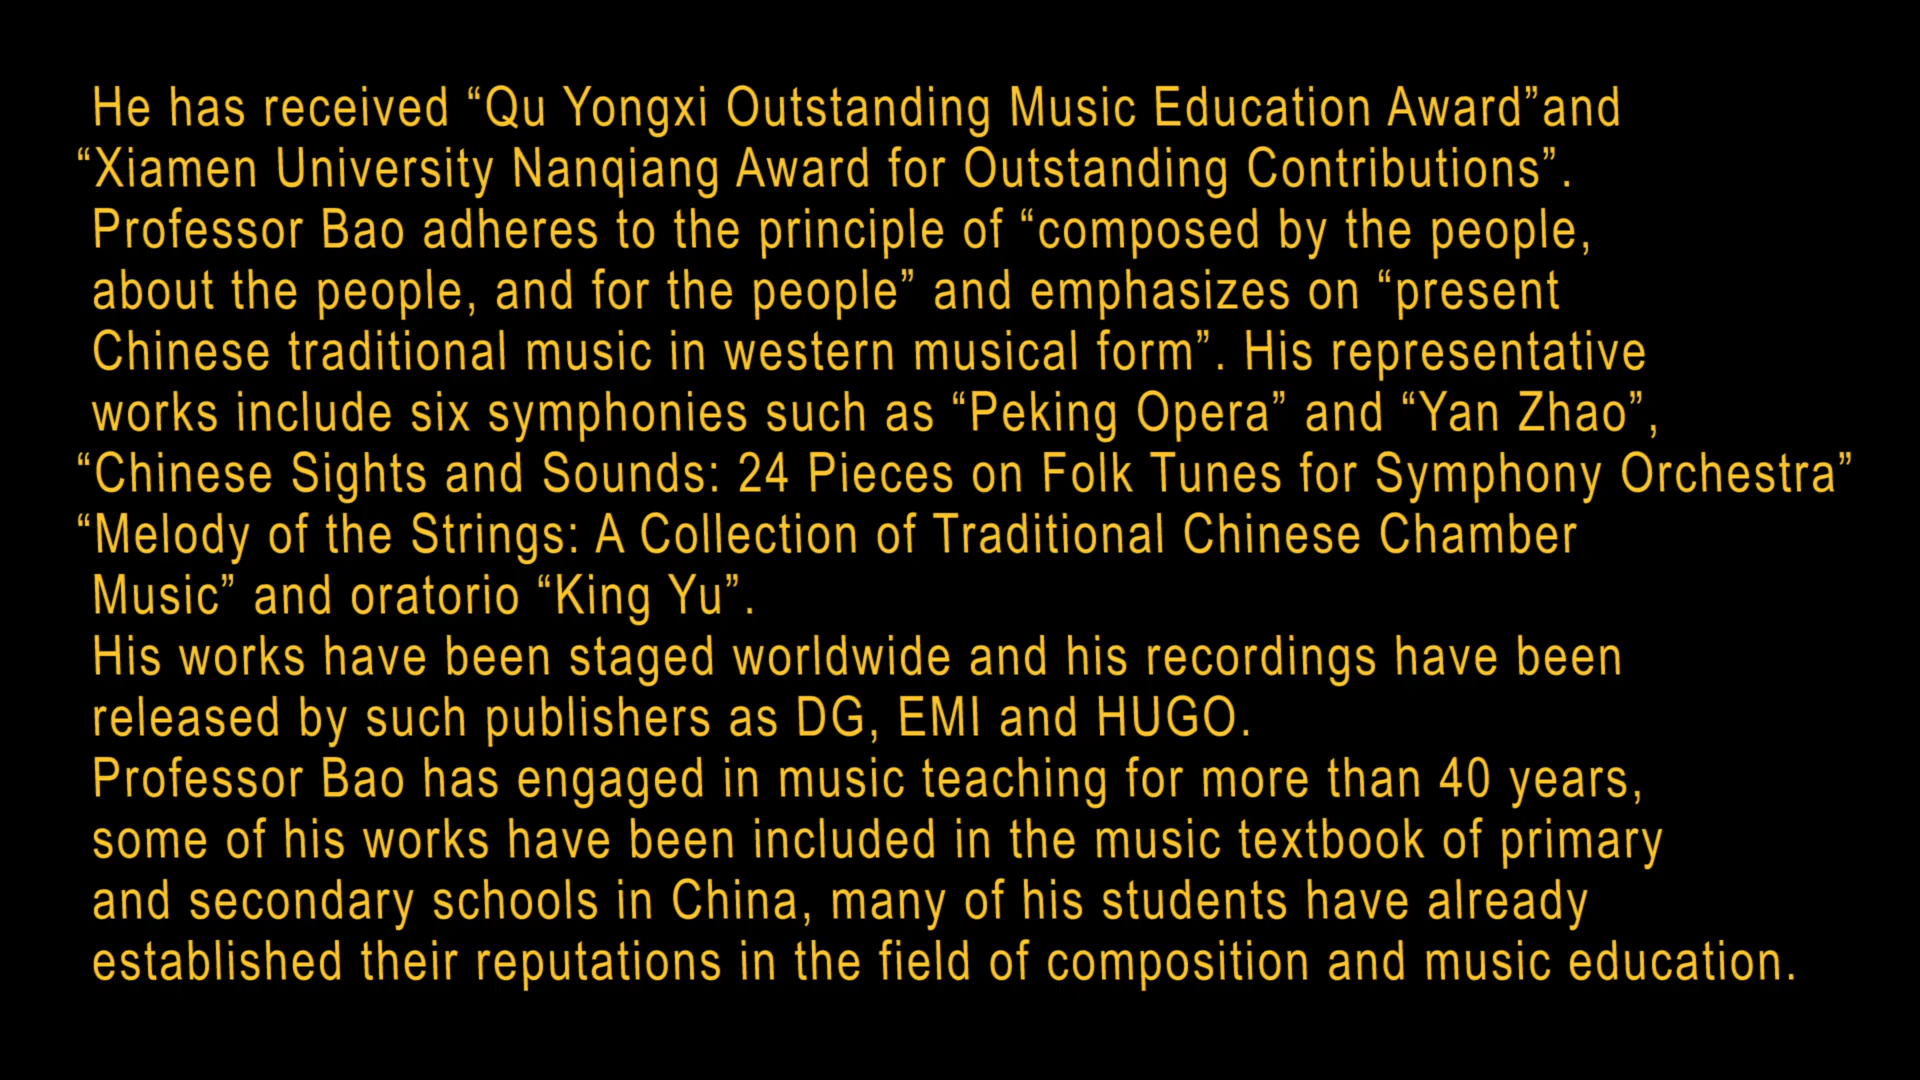 He has received “Qu Yongxi Outstanding Music Education Award”and
“Xiamen University Nanqiang Award for Outstanding Contributions”.
Professor Bao adheres to the principle of “composed by the people,
about the people, and for the people” and emphasizes on “present
Chinese traditional music in western musical form”. His representative
works include six symphonies such as “Peking Opera” and “Yan Zhao”,
“Chinese Sights and Sounds: 24 Pieces on Folk Tunes for Symphony Orchestra”
“Melody of the Strings: A Collection of Traditional Chinese Chamber
Music” and oratorio “King Yu”.
His works have been staged worldwide and his recordings have been
released by such publishers as DG, EMI and HUGO.
Professor Bao has engaged in music teaching for more than 40 years,
some of his works have been included in the music textbook of primary
and secondary schools in China, many of his students have already
established their reputations in the field of composition and music education.